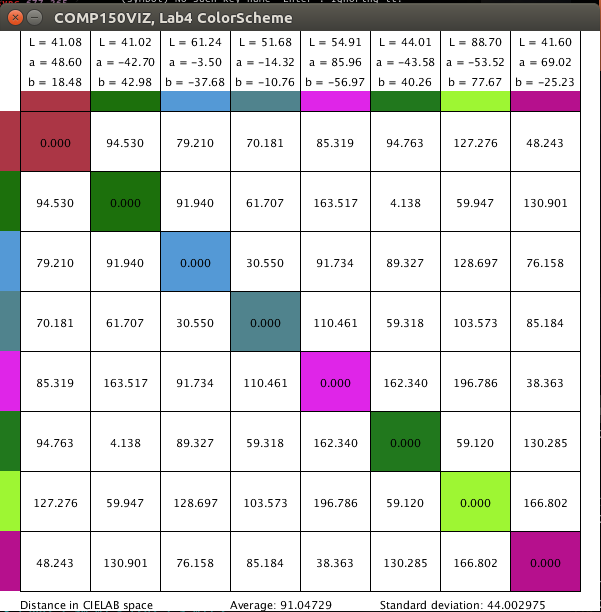 COMP150VIZ, Lab4 ColorScheme
L = 41.08 L = 41.02 L = 61.24 L = 51.68 L = 54.91 L = 44.01 L = 88.70 L = 41.60
a = 48.60 a = −42.70 a = −3.50 a = −14.32 a = 85.96 a = −43.58 a = −53.52 a = 69.02
b = 18.48 b = 42.98 b = −37.68 b = −10.76 b = −56.97 b = 40.26 b = 77.67 b = −25.23
0.000 94.530 79.210 70.181 85.319 94.763 127.276 48.243
94.530 0.000 91.940 61.707 163.517 4.138 59.947 130.901
79.210 91.940 0.000 30.550 91.734 89.327 128.697 76.158
70.181 61.707 30.550 0.000 110.461 59.318 103.573 85.184
85.319 163.517 91.734 110.461 0.000 162.340 196.786 38.363
94.763 4.138 89.327 59.318 162.340 0.000 59.120 130.285
127.276 59.947 128.697 103.573 196.786 59.120 0.000 166.802
48.243 130.901 76.158 85.184 38.363 130.285 166.802 0.000
Distance in CIELAB space Average: 91.04729 Standard deviation: 44.002975